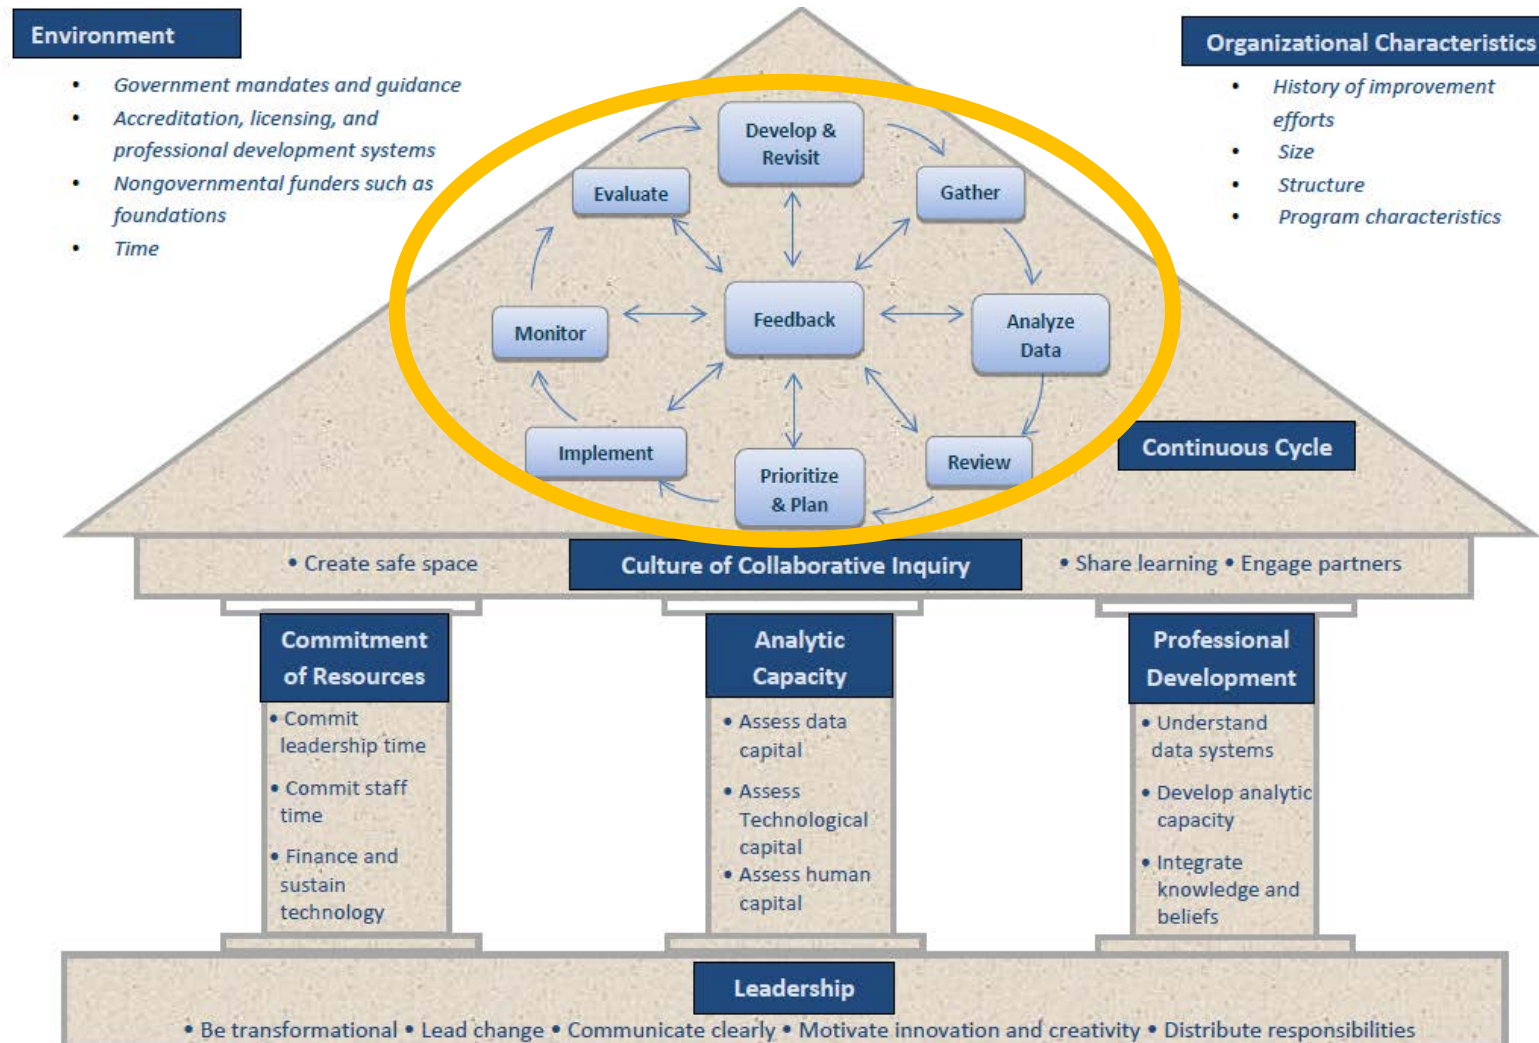 Environment
• Government mandates and guidance
• Accreditation, licensing, and
professional development systems
• Nongovernmental funders such as
foundations
• Time
Organizational Characteristics
• History of improvement
efforts
• Size
• Structure
• Program characteristics
Develop &
Revisit
Gather
Analyze
Data
Review
Prioritize
& Plan
Implement
Monitor
Evaluate
Feedback
Continuous Cycle
• Create safe space
Culture of Collaborative Inquiry
• Share learning • Engage partners
Commitment
of Resources
• Commit
leadership time
• Commit staff
time
• Finance and
sustain
technology
Analytic
Capacity
• Assess data
capital
• Assess
Technological
capital
• Assess human
capital
Professional
Development
• Understand
data systems
• Develop analytic
capacity
• Integrate
knowledge and
beliefs
Leadership
• Be transformational • Lead change • Communicate clearly • Motivate innovation and creativity • Distribute responsibilities